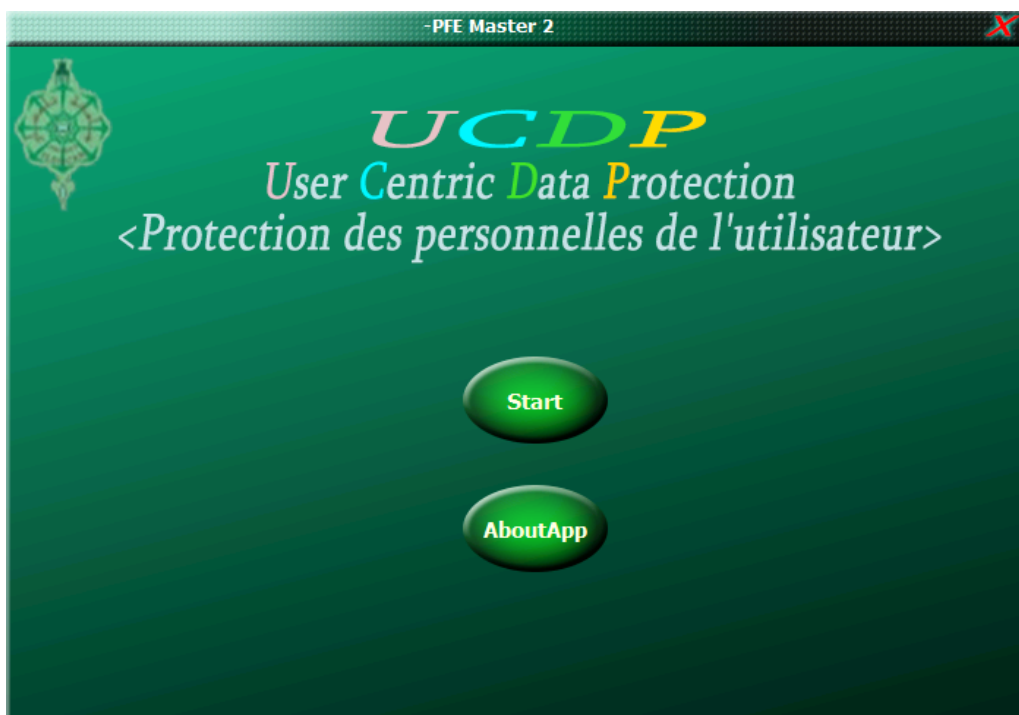 -PFE Master 2
UCDP
User Centric Data Protection
<Protection des personnelles de l'utilisateur>
Start
AboutApp